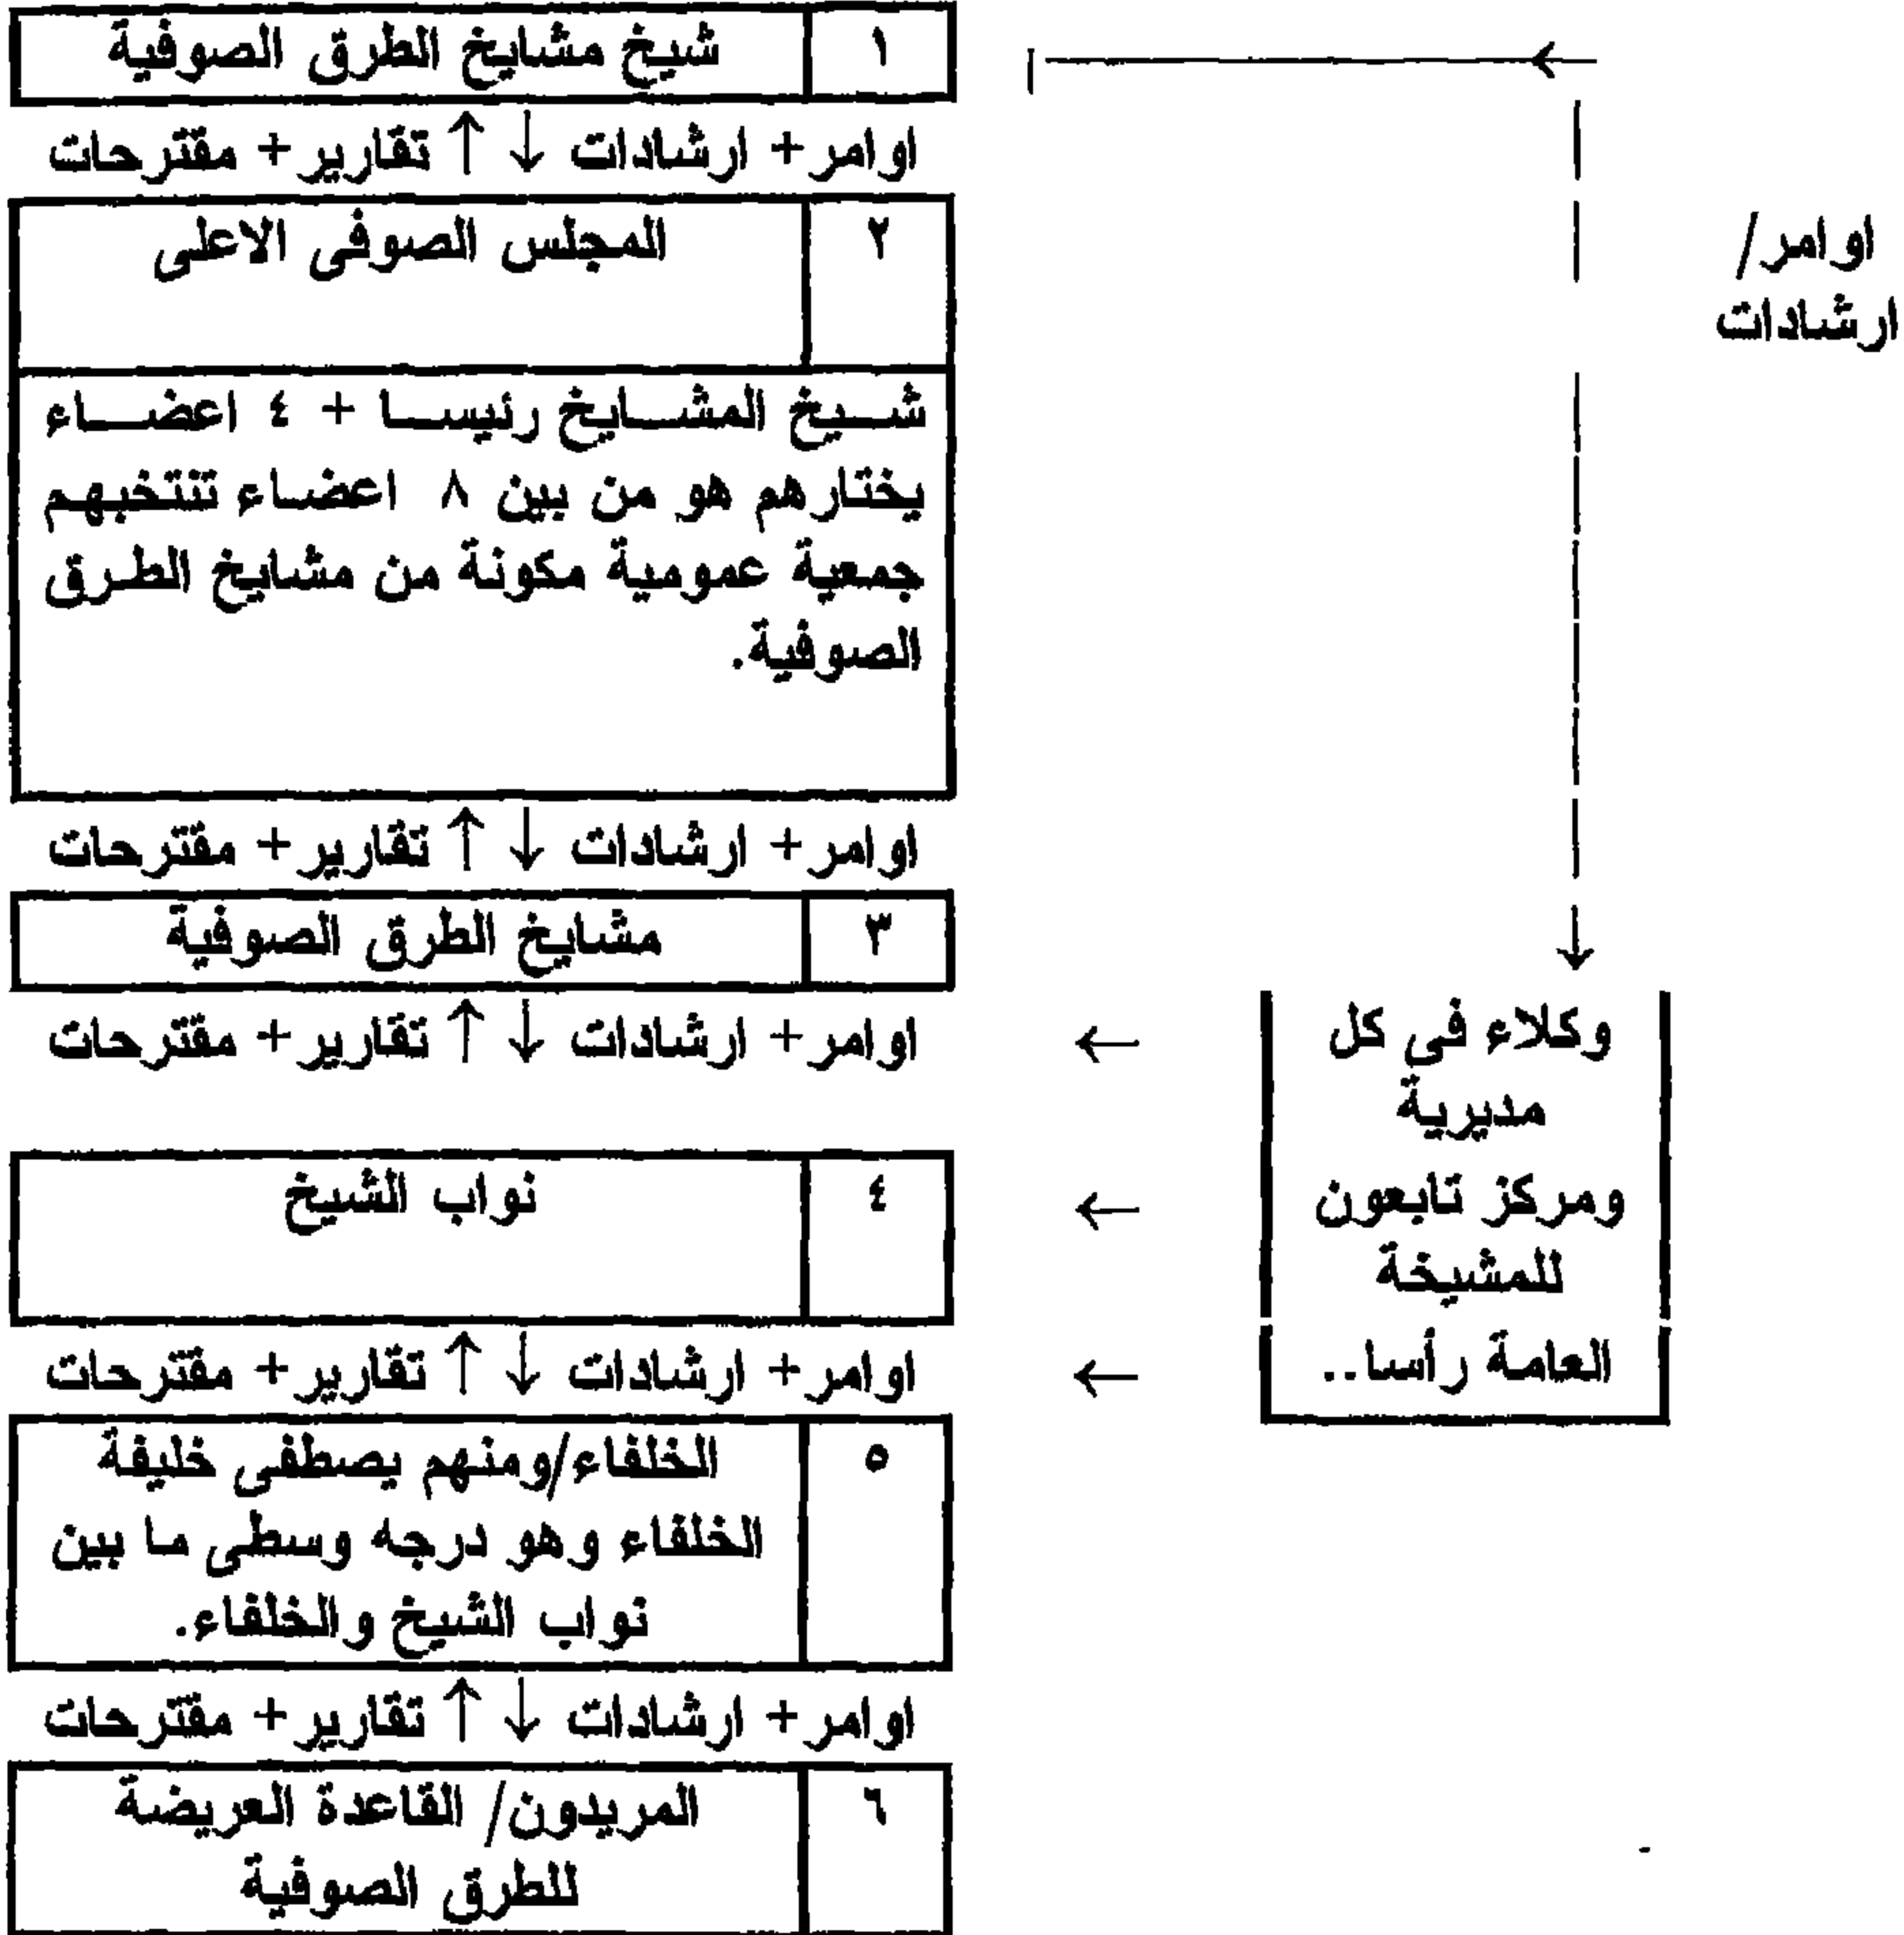 ١ شيخ مشايخ الطرق الصوفية
اوامر + ارشادات ↓ ↑ تقارير + مقترحات
٢ المجلس الصوفى الاعلى
شيخ المشايخ رئيسا + ٤ اعضاء
يختارهم هو من بين ٨ اعضاء تنتخبهم
جمعية عمومية مكونة من مشايخ الطرق
الصوفية.
اوامر + ارشادات ↓ ↑ تقارير + مقترحات
٣ مشايخ الطرق الصوفية
اوامر + ارشادات ↓ ↑ تقارير + مقترحات
٤ نواب الشيخ
اوامر + ارشادات ↓ ↑ تقارير + مقترحات
٥ الخلفاء/ومنهم يصطفى خليفة
الخلفاء وهو درجه وسطى ما بين
نواب الشيخ والخلفاء.
اوامر + ارشادات ↓ ↑ تقارير + مقترحات
٦ المريدون/ القاعدة العريضة
للطرق الصوفية
اوامر/
ارشادات
وكلاء فى كل
مديرية
ومركز تابعون
للمشيخة
العامة رأسا..